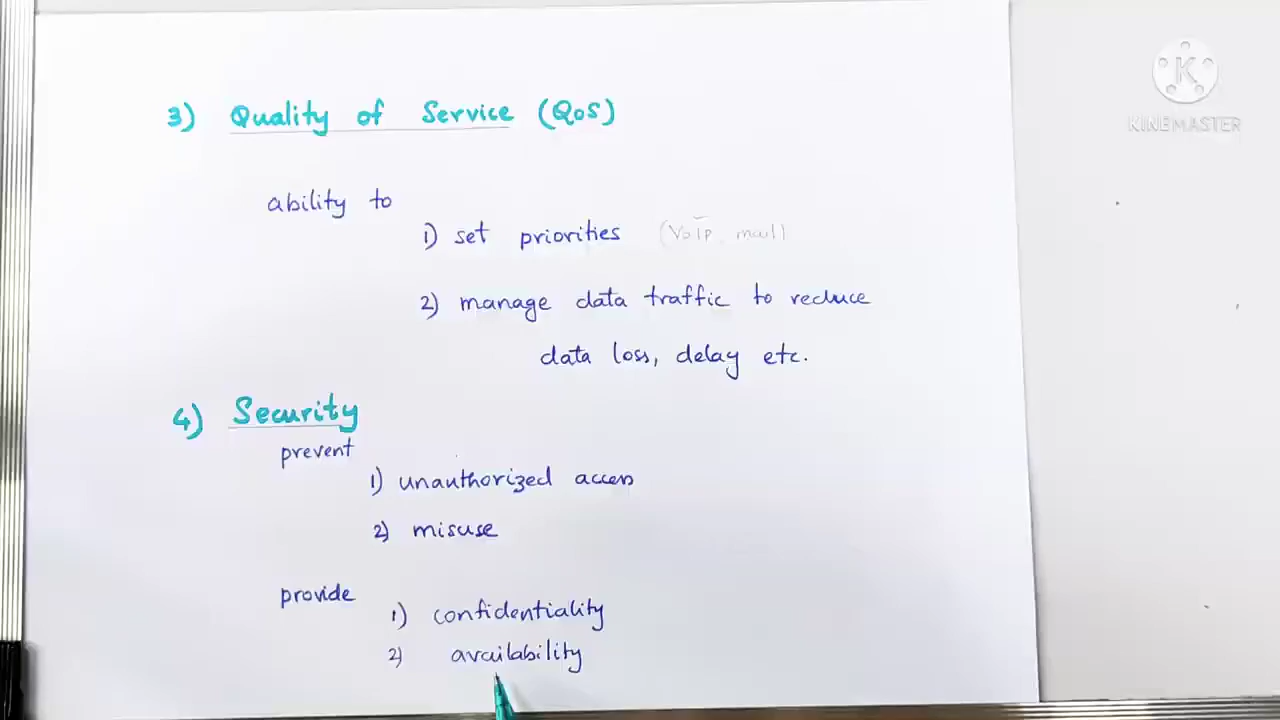 3) Quality of Service (QoS)
ability to
1) set priorities (VoIP, mail)
2) manage data traffic to reduce
data loss, delay etc.
4) Security
prevent
1) unauthorized access
2) misuse
provide
1) confidentiality
2) availability
K
KINEMASTER